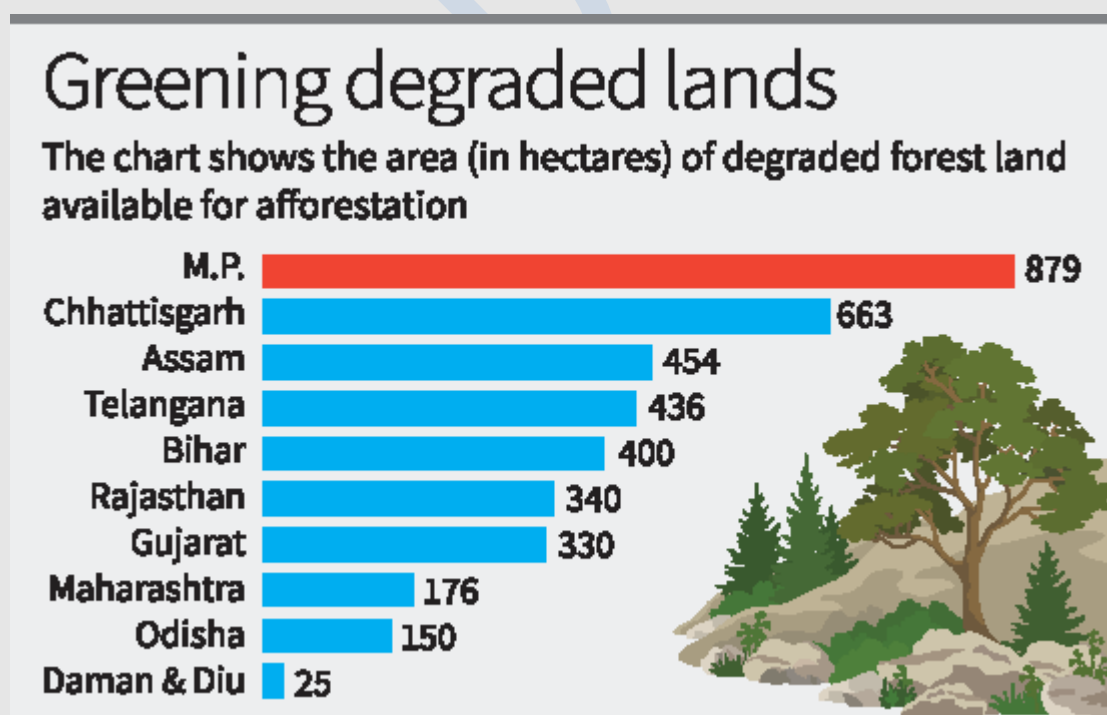 Greening degraded lands
The chart shows the area (in hectares) of degraded forest land
available for afforestation
M.P. 879
Chhattisgarh 663
Assam 454
Telangana 436
Bihar 400
Rajasthan 340
Gujarat 330
Maharashtra 176
Odisha 150
Daman & Diu 25